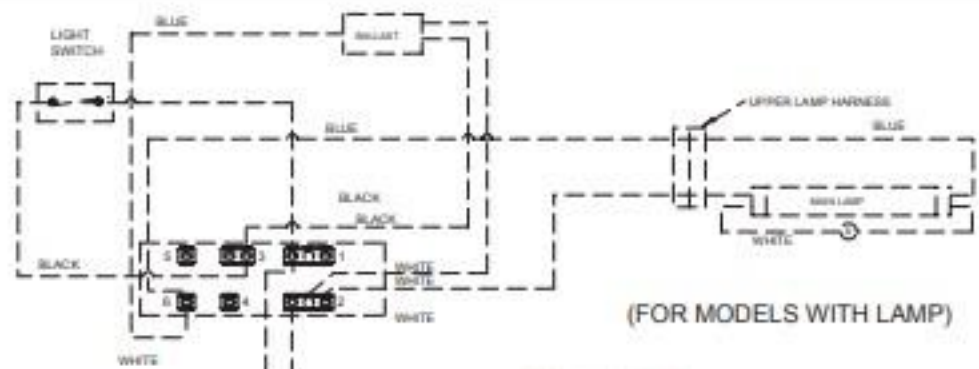 BLUE
BALLAST
LIGHT
SWITCH
UPPER LAMP HARNESS
BLUE
BLUE
BLACK
BLACK
MAIN LAMP
S
WHITE
5
3
1
BLACK
WHITE
WHITE
6
4
2
WHITE
(FOR MODELS WITH LAMP)
WHITE